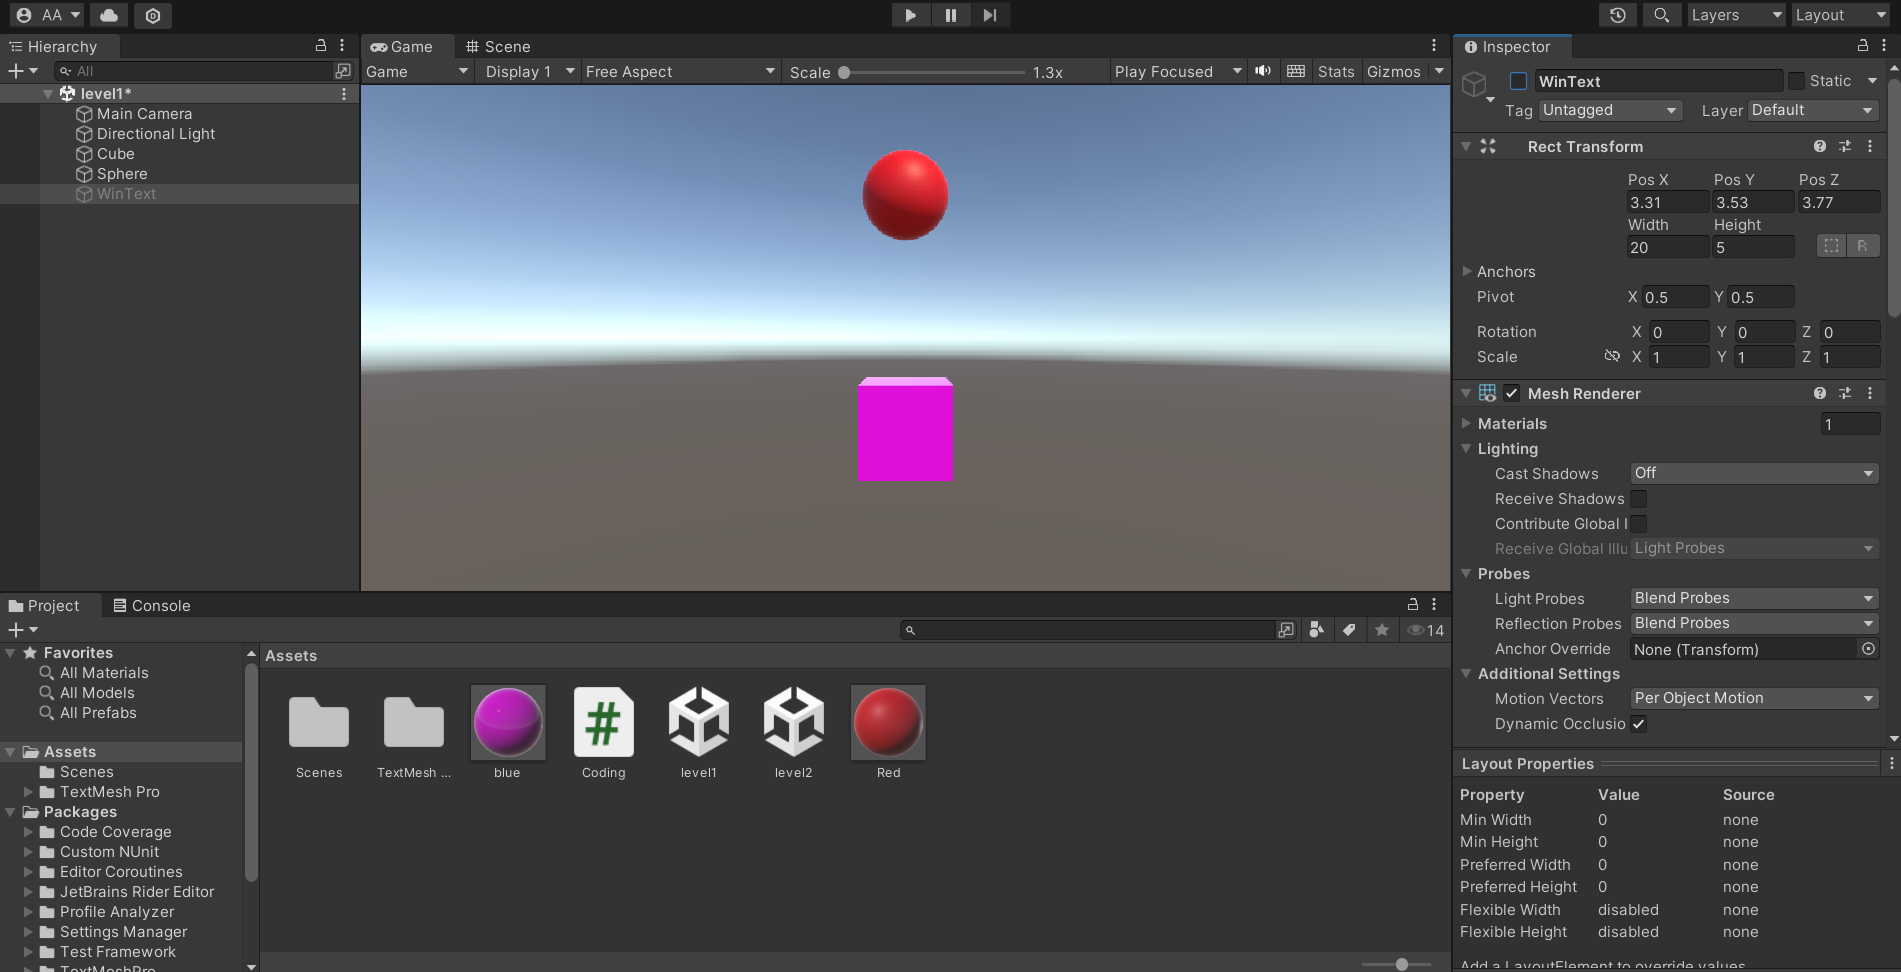 AA
Layers
Layout
Hierarchy
All
level1*
Main Camera
Directional Light
Cube
Sphere
WinText
Game
Scene
Game
Display 1
Free Aspect
Scale
1.3x
Play Focused
Stats
Gizmos
Inspector
WinText
Static
Tag
Untagged
Layer
Default
Rect Transform
Pos X
Pos Y
Pos Z
3.31
3.53
3.77
Width
Height
20
5
R
Anchors
Pivot
X 0.5
Y 0.5
Rotation
X 0
Y 0
Z 0
Scale
X 1
Y 1
Z 1
Mesh Renderer
Materials
1
Lighting
Cast Shadows
Off
Receive Shadows
Contribute Global I
Receive Global Illu
Light Probes
Probes
Light Probes
Blend Probes
Reflection Probes
Blend Probes
Anchor Override
None (Transform)
Additional Settings
Motion Vectors
Per Object Motion
Dynamic Occlusio
Layout Properties
Property Value Source
Min Width 0 none
Min Height 0 none
Preferred Width 0 none
Preferred Height 0 none
Flexible Width disabled none
Flexible Height disabled none
Add a LayoutElement to override values
Project
Console
14
Favorites
All Materials
All Models
All Prefabs
Assets
Scenes
TextMesh Pro
Packages
Code Coverage
Custom NUnit
Editor Coroutines
JetBrains Rider Editor
Profile Analyzer
Settings Manager
Test Framework
TextMeshPro
Assets
Scenes
TextMesh ...
blue
#
Coding
level1
level2
Red